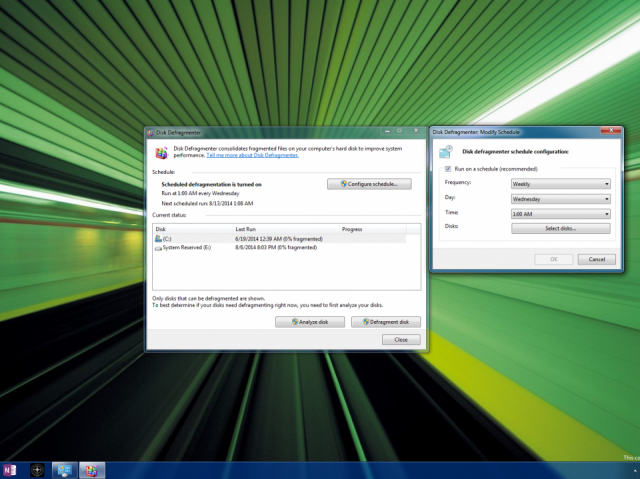 Disk Defragmenter
Disk Defragmenter consolidates fragmented files on your computer's hard disk to improve system
performance. Tell me more about Disk Defragmenter.
Schedule:
Scheduled defragmentation is turned on
Configure schedule...
Run at 1:00 AM every Wednesday
Next scheduled run: 8/13/2014 1:08 AM
Current status:
Disk Last Run Progress
(C:) 6/19/2014 12:39 AM (0% fragmented)
System Reserved (E:) 8/6/2014 8:03 PM (0% fragmented)
Only disks that can be defragmented are shown.
To best determine if your disks need defragmenting right now, you need to first analyze your disks.
Analyze disk Defragment disk
Close
Disk Defragmenter: Modify Schedule
Disk defragmenter schedule configuration:
Run on a schedule (recommended)
Frequency: Weekly
Day: Wednesday
Time: 1:00 AM
Disks: Select disks...
OK Cancel
This co
N